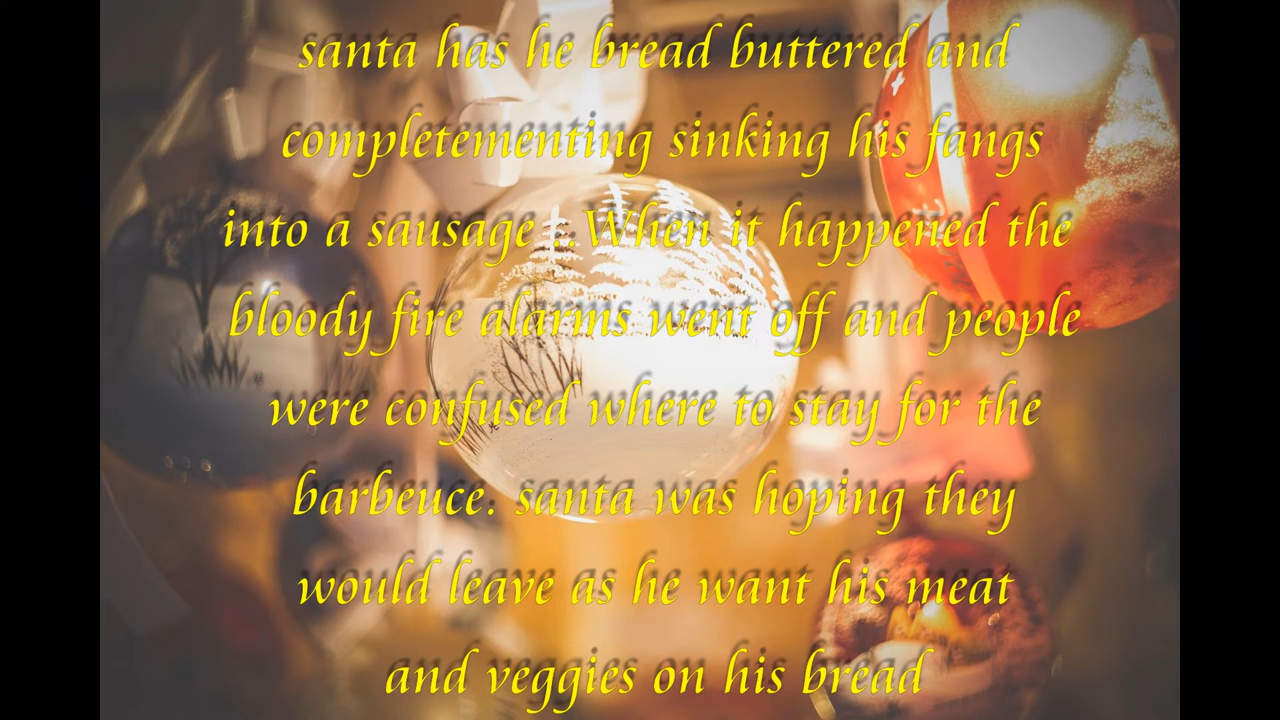 santa has he bread buttered and
completementing sinking his fangs
into a sausage ...When it happened the
bloody fire alarms went off and people
were confused where to stay for the
barbeuce. santa was hoping they
would leave as he want his meat
and veggies on his bread